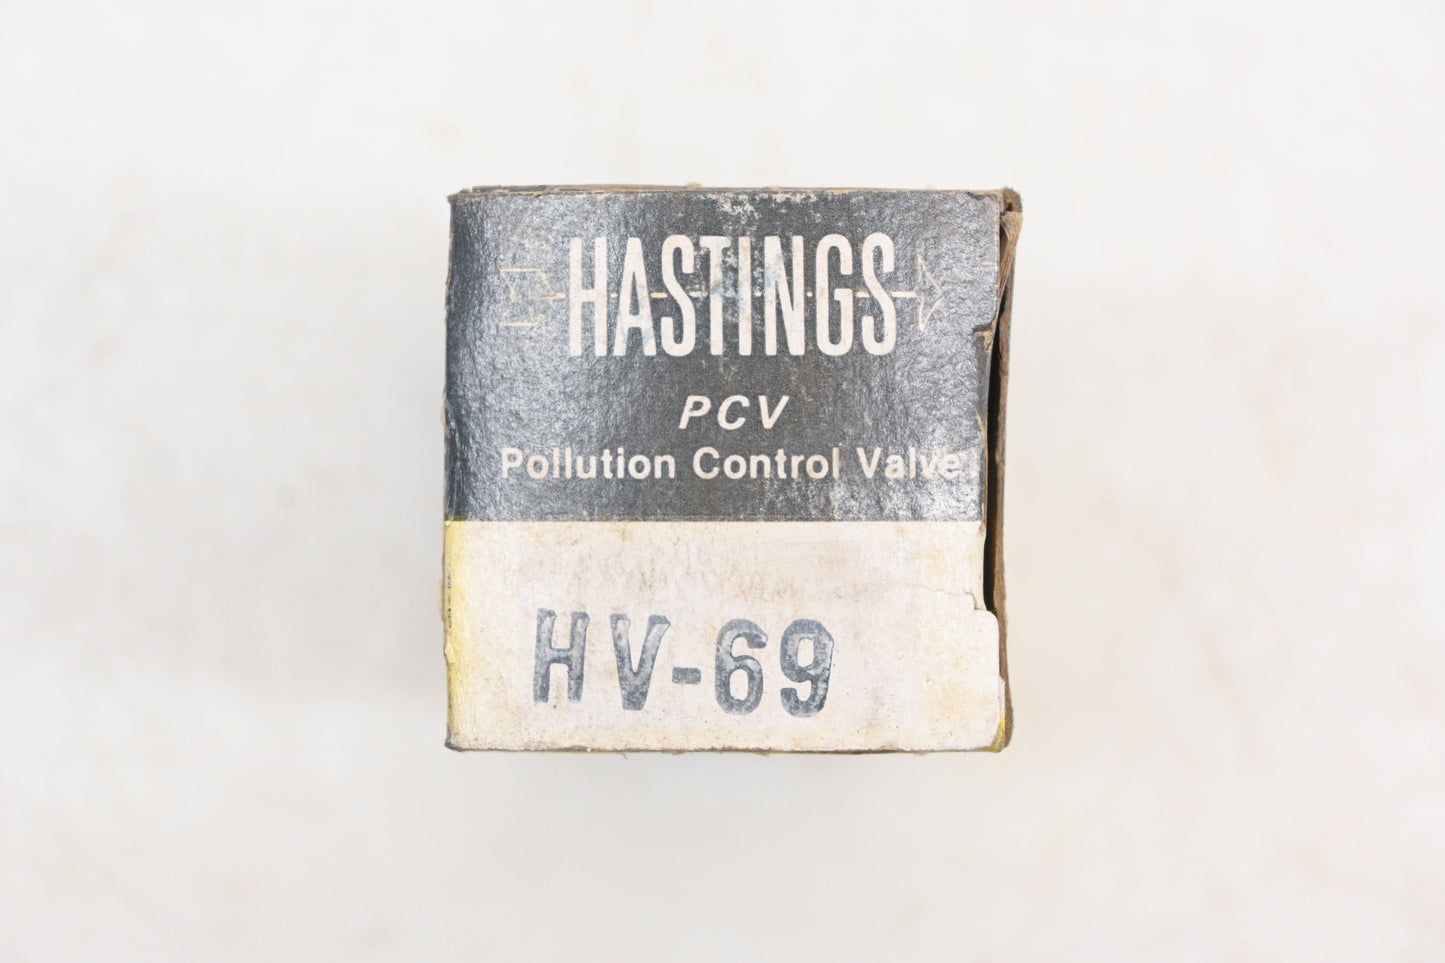 HASTINGS
PCV
Pollution Control Valve
HV-69